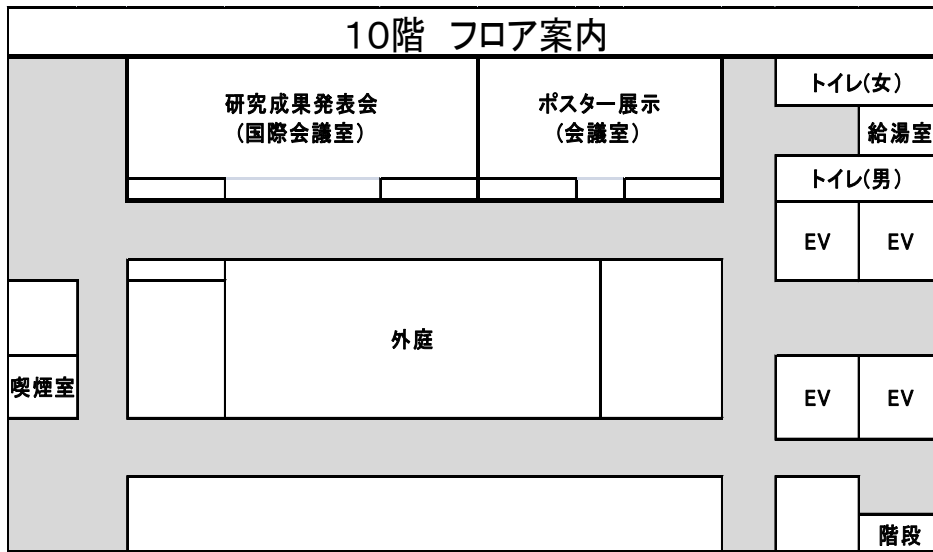 10階 フロア案内
研究成果発表会
(国際会議室)
ポスター展示
(会議室)
トイレ(女)
給湯室
トイレ(男)
EV
EV
外庭
喫煙室
EV
EV
階段